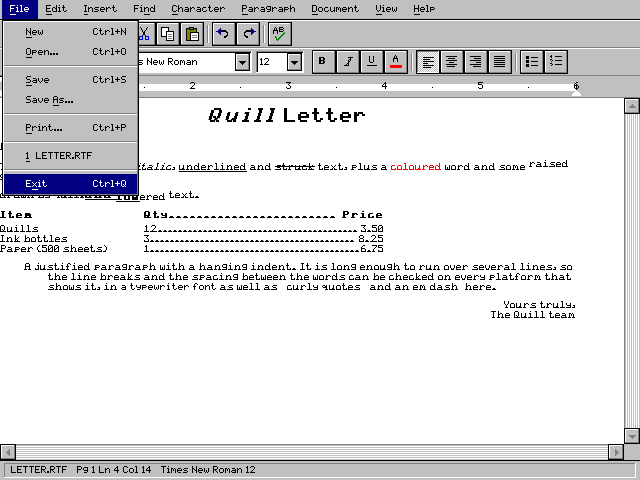 File Edit Insert Find Character Paragraph Document View Help
New Ctrl+N
Open... Ctrl+O
Save Ctrl+S
Save As...
Print... Ctrl+P
1 LETTER.RTF
Exit Ctrl+Q
ABC
s New Roman 12 B I U A
2 3 4 5 6
Quill Letter
italic, underlined and struck text, plus a coloured word and some raised
lowered text.
Item Qty Price
Quills 12 3.50
Ink bottles 3 8.25
Paper (500 sheets) 1 6.75
A justified paragraph with a hanging indent. It is long enough to run over several lines, so
the line breaks and the spacing between the words can be checked on every platform that
shows it, in a typewriter font as well as curly quotes and an em dash here.
Yours truly,
The Quill team
LETTER.RTF Pg 1 Ln 4 Col 14 Times New Roman 12